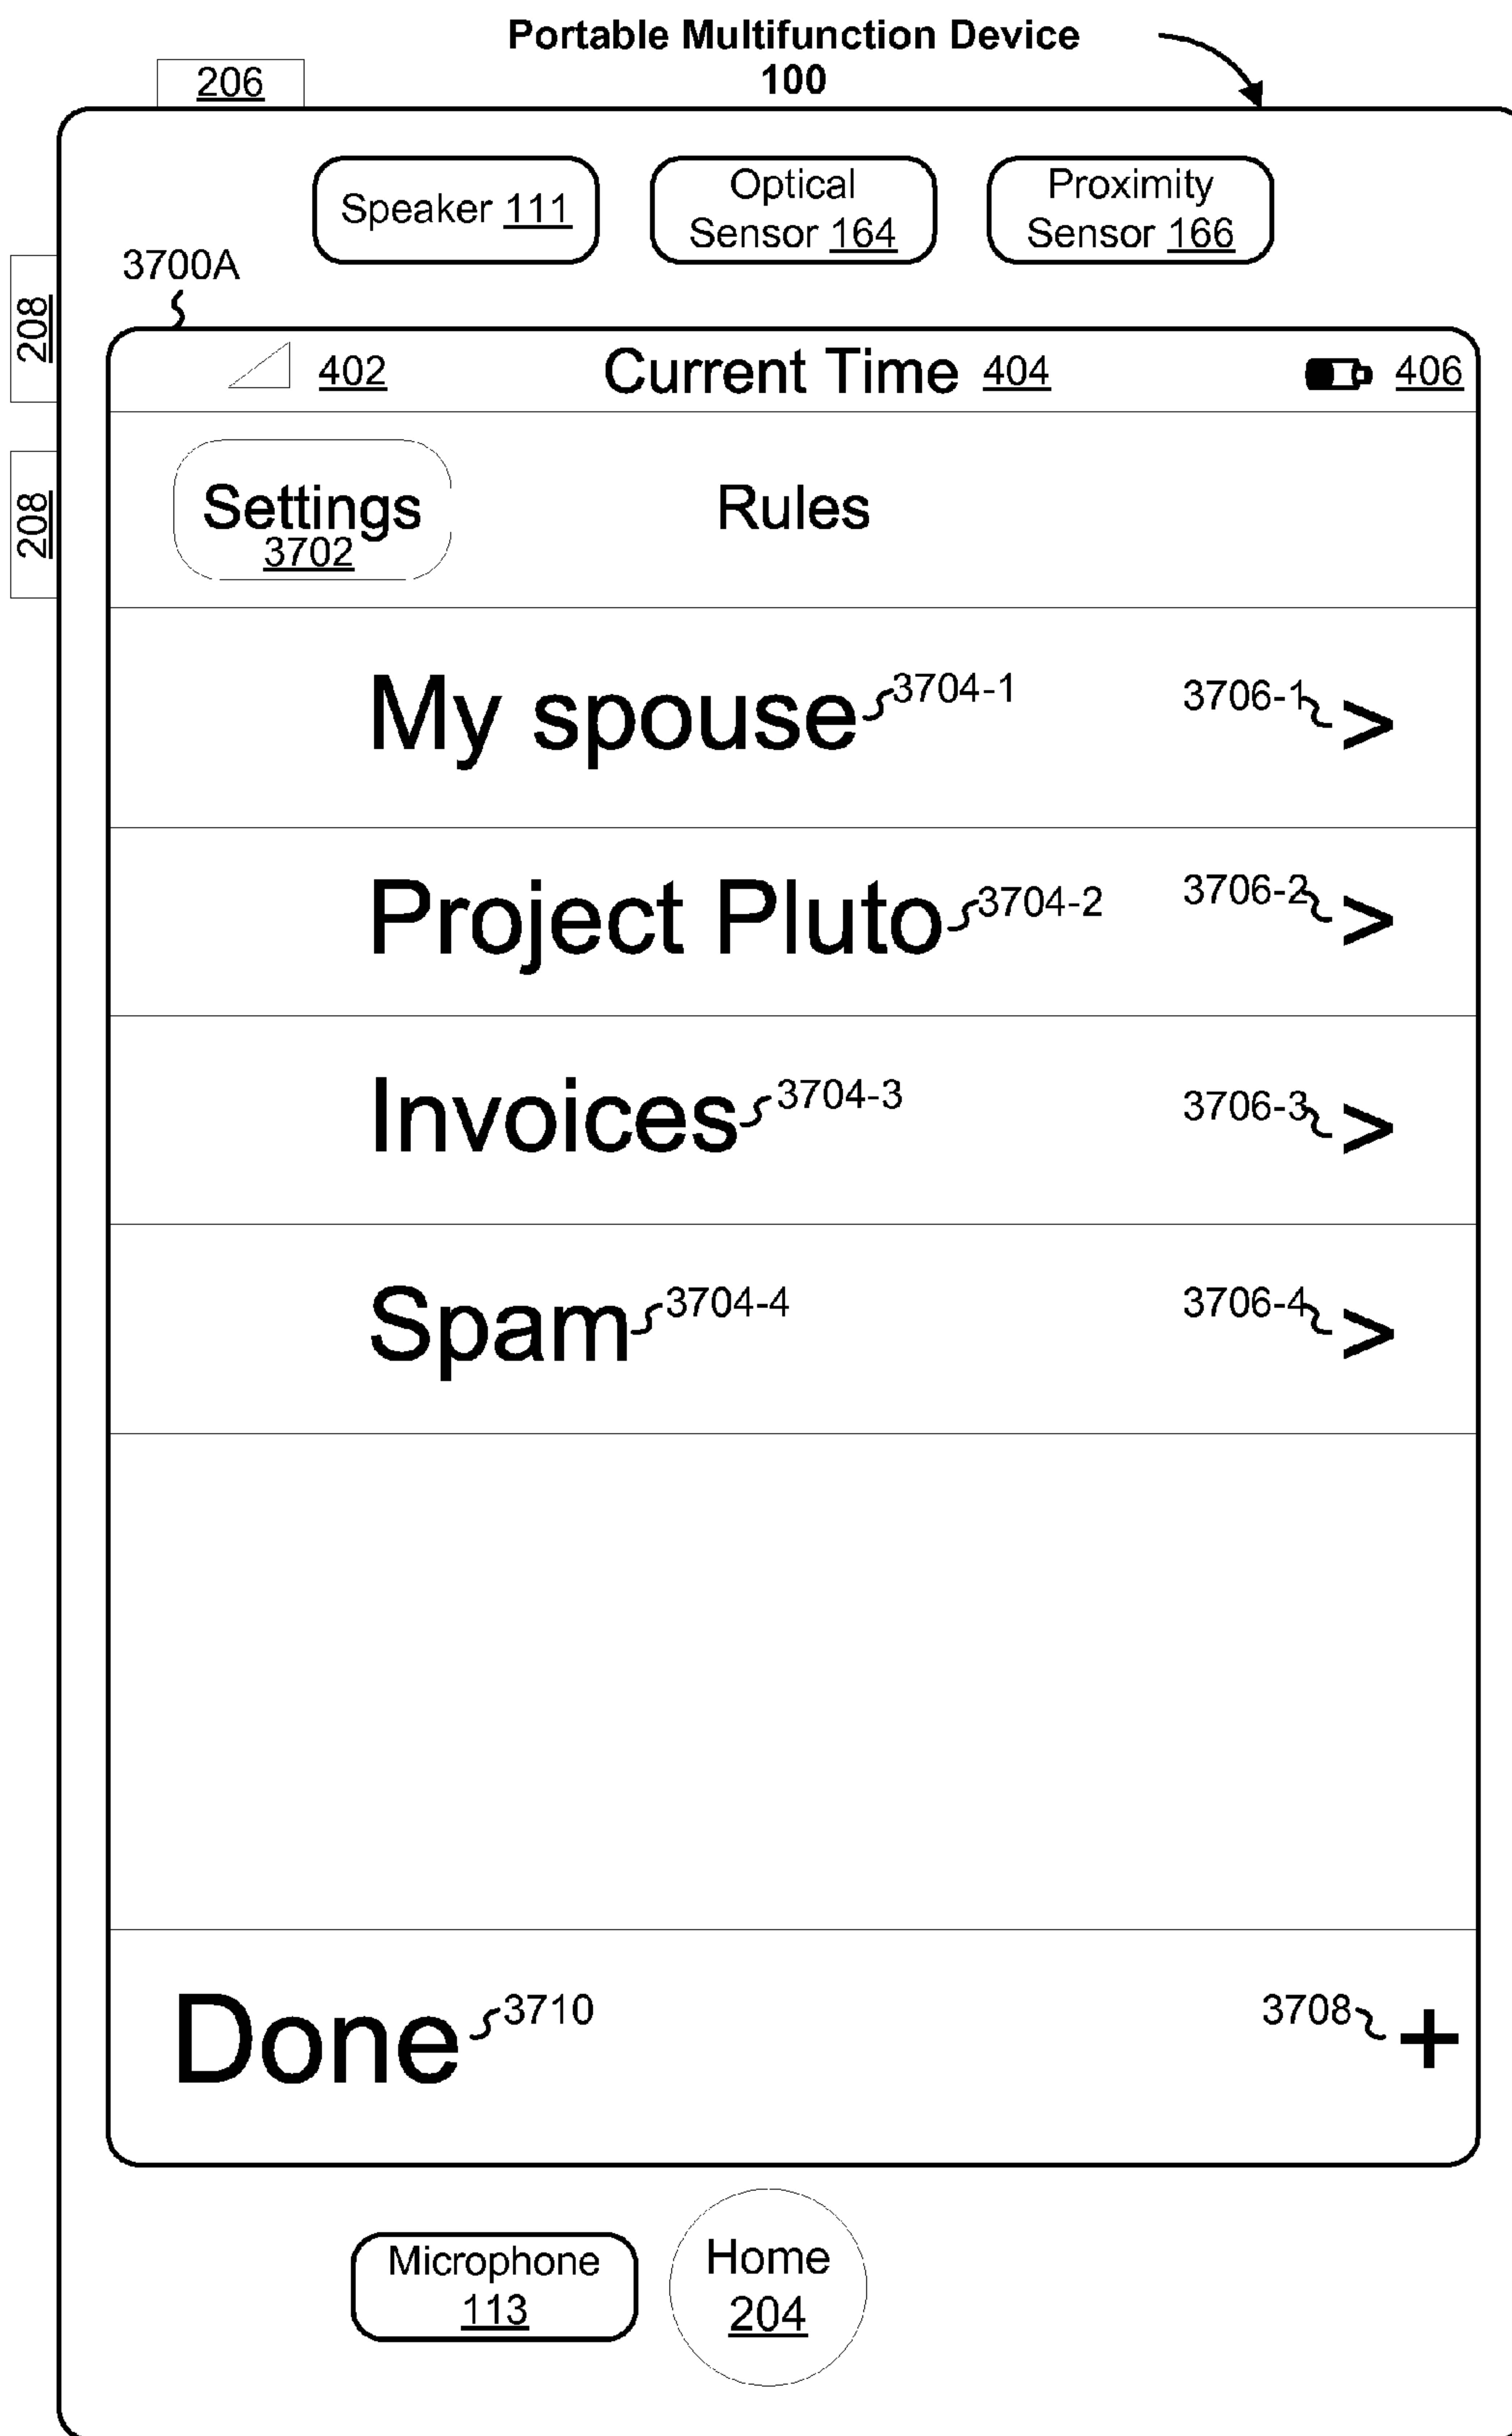 Portable Multifunction Device
100
206
Speaker 111
Optical
Sensor 164
Proximity
Sensor 166
208
3700A
402
Current Time 404
406
208
Settings
3702
Rules
My spouse 3704-1 3706-1 >
Project Pluto 3704-2 3706-2 >
Invoices 3704-3 3706-3 >
Spam 3704-4 3706-4 >
Done 3710 3708 +
Microphone
113
Home
204